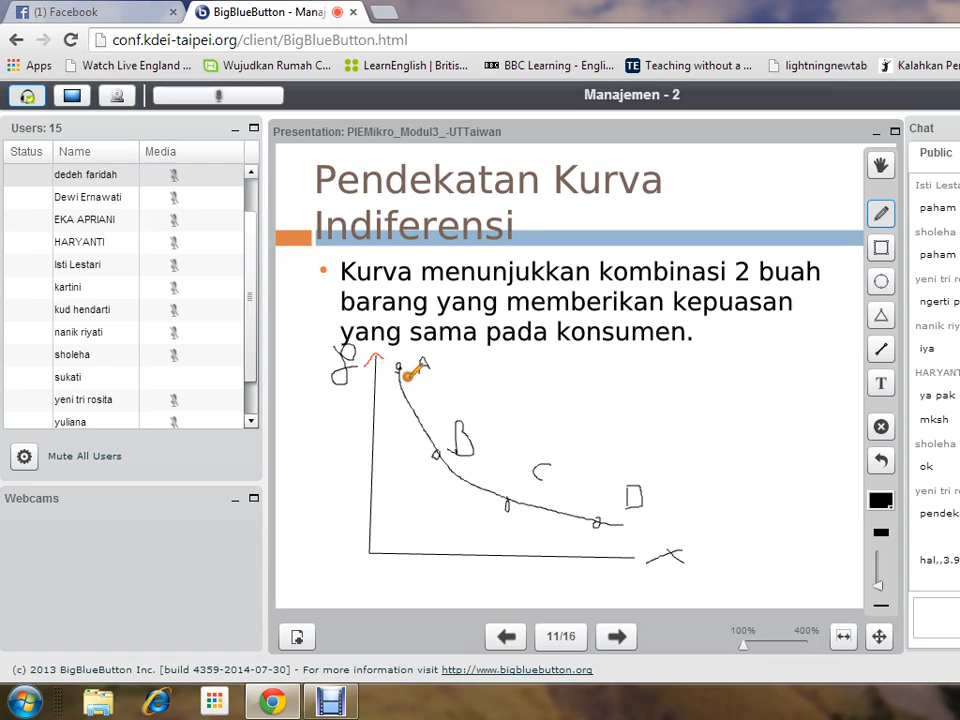 (1) Facebook
BigBlueButton - Manaj
conf.kdei-taipei.org/client/BigBlueButton.html
Apps
Watch Live England ...
Wujudkan Rumah C...
LearnEnglish | Britis...
BBC Learning - Engli...
TE
Teaching without a ...
lightningnewtab
Kalahkan Pen
Manajemen - 2
Users: 15
Status
Name
Media
dedeh faridah
Dewi Ernawati
EKA APRIANI
HARYANTI
Isti Lestari
kartini
kud hendarti
nanik riyati
sholeha
sukati
yeni tri rosita
yuliana
Mute All Users
Webcams
Presentation: PIEMikro_Modul3_-UTTaiwan
Pendekatan Kurva
Indiferensi
• Kurva menunjukkan kombinasi 2 buah
barang yang memberikan kepuasan
yang sama pada konsumen.
y
A
B
C
D
x
T
11/16
100%
400%
Chat
Public
Isti Lesta
paham
sholeha
paham
yeni tri r
ngerti p
nanik riy
iya
HARYANT
ya pak
mksh
sholeha
ok
yeni tri r
pendek
hal,,3.9
(c) 2013 BigBlueButton Inc. [build 4359-2014-07-30] - For more information visit http://www.bigbluebutton.org